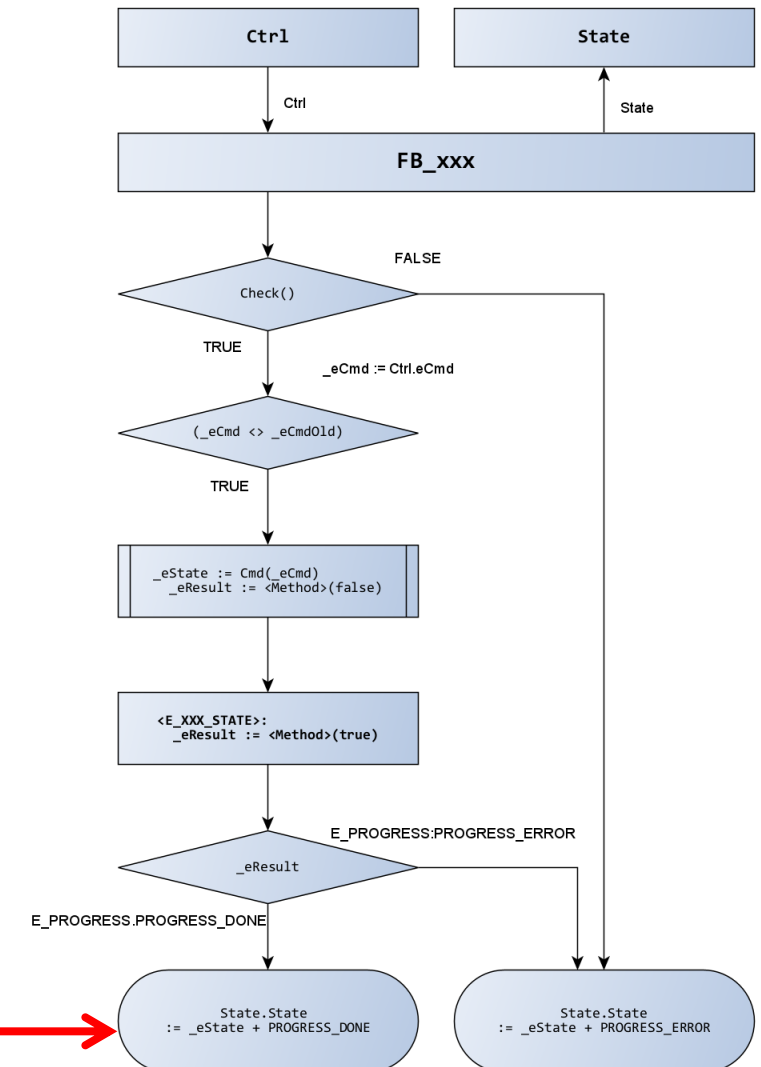 Ctrl
State
Ctrl
State
FB_xxx
FALSE
Check()
TRUE
_eCmd := Ctrl.eCmd
(_eCmd <> _eCmdOld)
TRUE
_eState := Cmd(_eCmd)
_eResult := <Method>(false)
<E_XXX_STATE>:
_eResult := <Method>(true)
E_PROGRESS:PROGRESS_ERROR
_eResult
E_PROGRESS.PROGRESS_DONE
State.State
:= _eState + PROGRESS_DONE
State.State
:= _eState + PROGRESS_ERROR